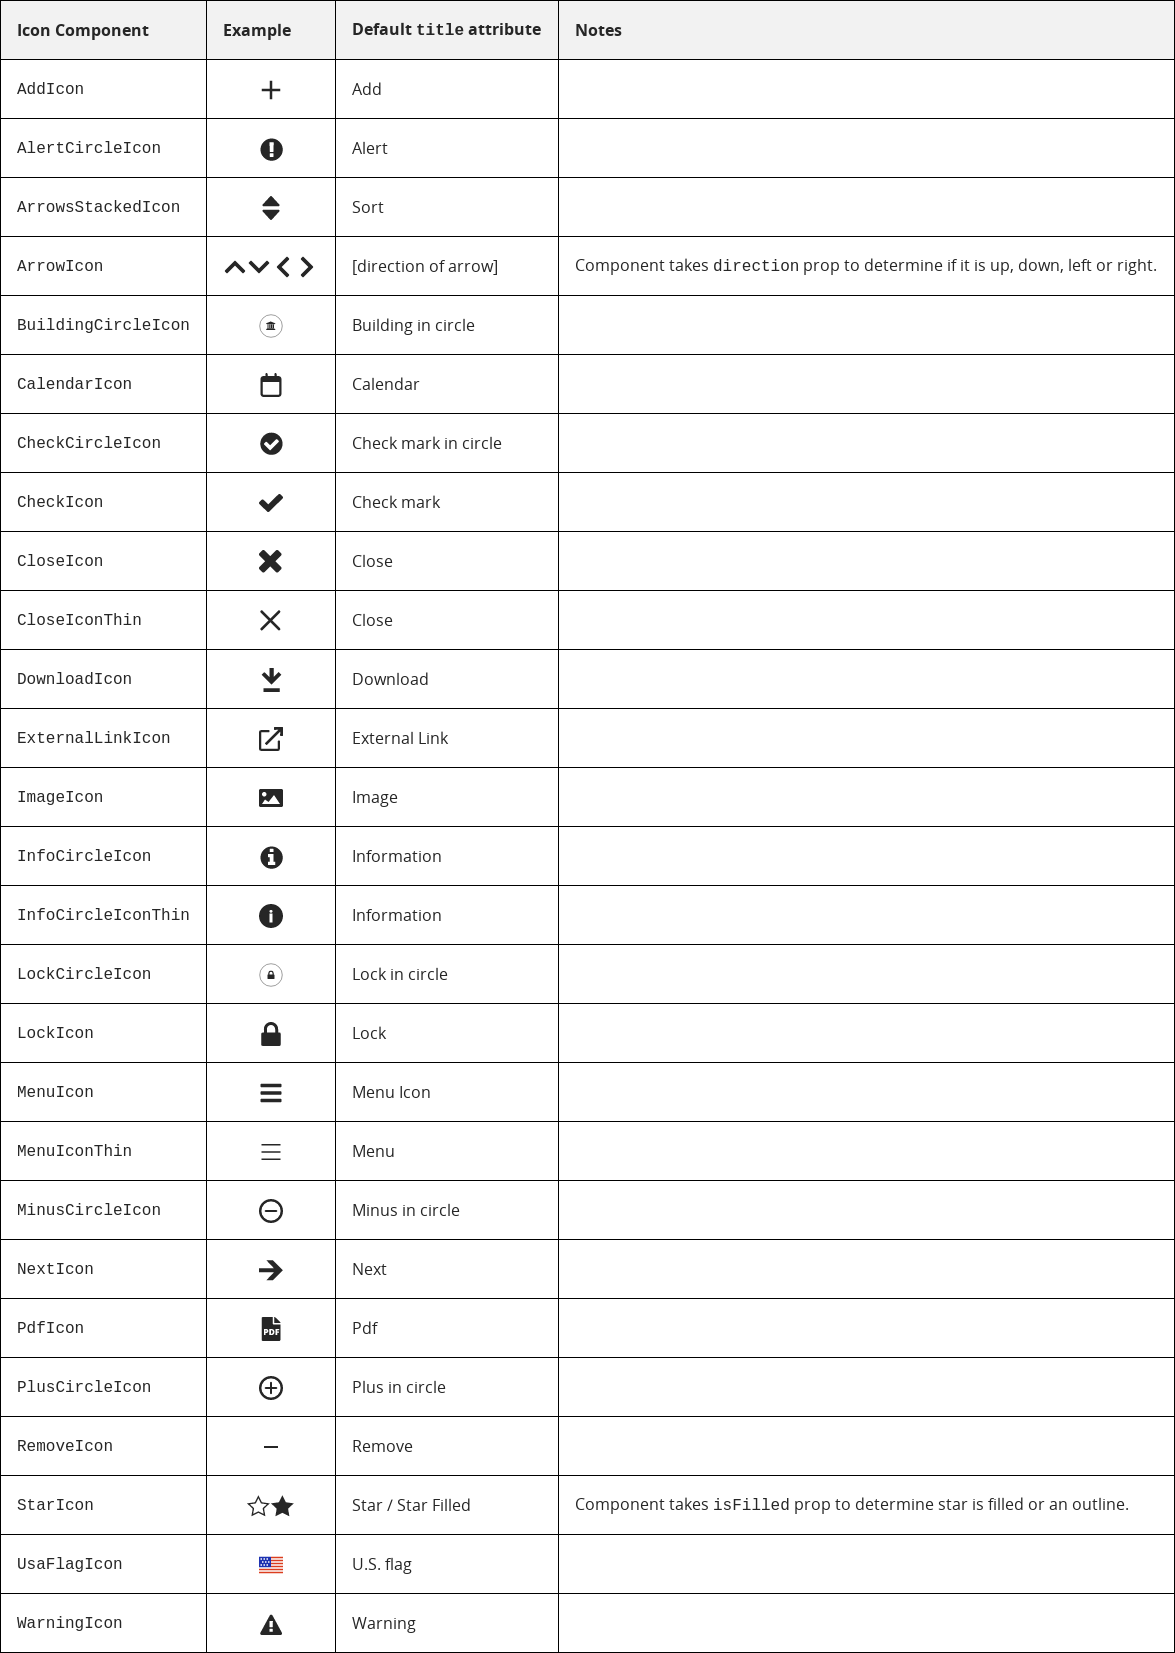 Icon Component Example Default title attribute Notes
AddIcon Add
AlertCircleIcon Alert
ArrowsStackedIcon Sort
ArrowIcon [direction of arrow] Component takes direction prop to determine if it is up, down, left or right.
BuildingCircleIcon Building in circle
CalendarIcon Calendar
CheckCircleIcon Check mark in circle
CheckIcon Check mark
CloseIcon Close
CloseIconThin Close
DownloadIcon Download
ExternalLinkIcon External Link
ImageIcon Image
InfoCircleIcon Information
InfoCircleIconThin Information
LockCircleIcon Lock in circle
LockIcon Lock
MenuIcon Menu Icon
MenuIconThin Menu
MinusCircleIcon Minus in circle
NextIcon Next
PdfIcon PDF Pdf
PlusCircleIcon Plus in circle
RemoveIcon Remove
StarIcon Star / Star Filled Component takes isFilled prop to determine star is filled or an outline.
UsaFlagIcon U.S. flag
WarningIcon Warning